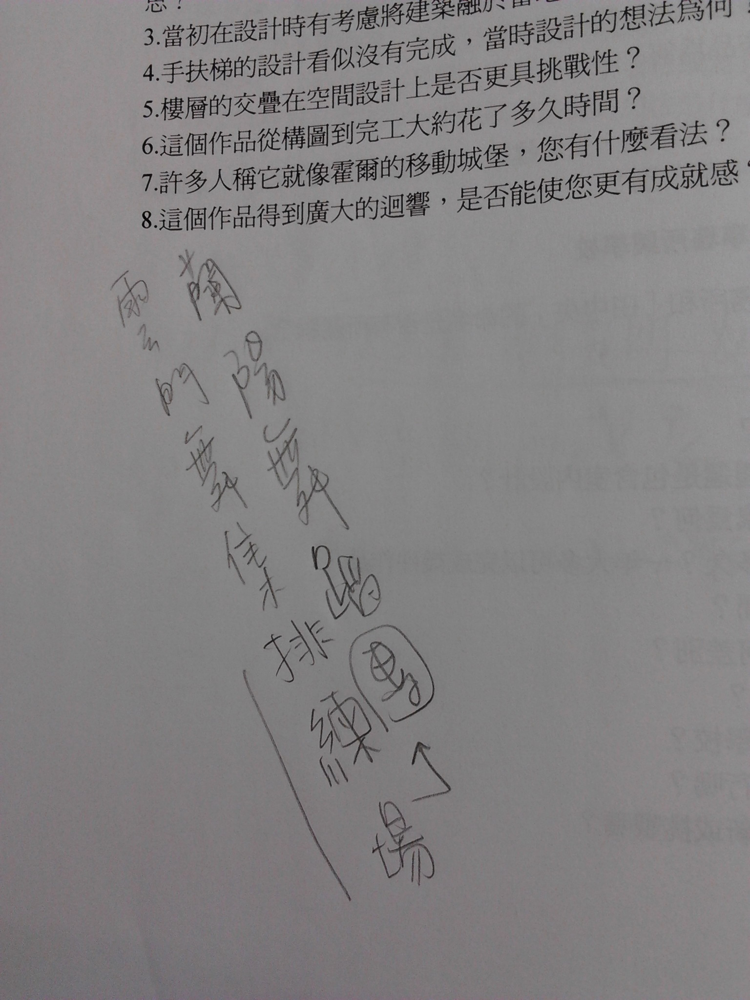 思？
3.當初在設計時有考慮將建築融於當地
4.手扶梯的設計看似沒有完成，當時設計的想法為何，
5.樓層的交疊在空間設計上是否更具挑戰性？
6.這個作品從構圖到完工大約花了多久時間？
7.許多人稱它就像霍爾的移動城堡，您有什麼看法？
8.這個作品得到廣大的迴響，是否能使您更有成就感？
蘭陽舞蹈團
雲門舞集排練場